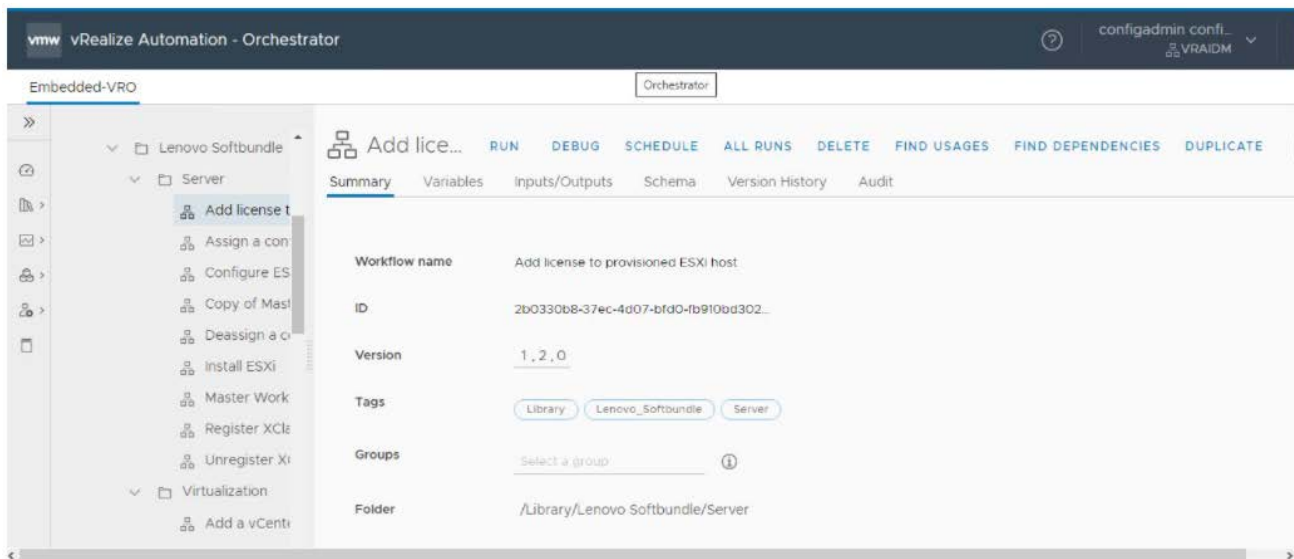 vmw vRealize Automation - Orchestrator
configadmin confi...
VRAIDM
Embedded-VRO
Orchestrator
Lenovo Softbundle
Server
Add license t
Assign a con
Configure ES
Copy of Mast
Deassign a c
Install ESXi
Master Work
Register XCla
Unregister X
Virtualization
Add a vCente
Add lice... RUN DEBUG SCHEDULE ALL RUNS DELETE FIND USAGES FIND DEPENDENCIES DUPLICATE
Summary Variables Inputs/Outputs Schema Version History Audit
Workflow name Add license to provisioned ESXi host
ID 2b0330b8-37ec-4d07-bfd0-fb910bd302...
Version 1 . 2 . 0
Tags Library Lenovo_Softbundle Server
Groups Select a group
Folder /Library/Lenovo Softbundle/Server